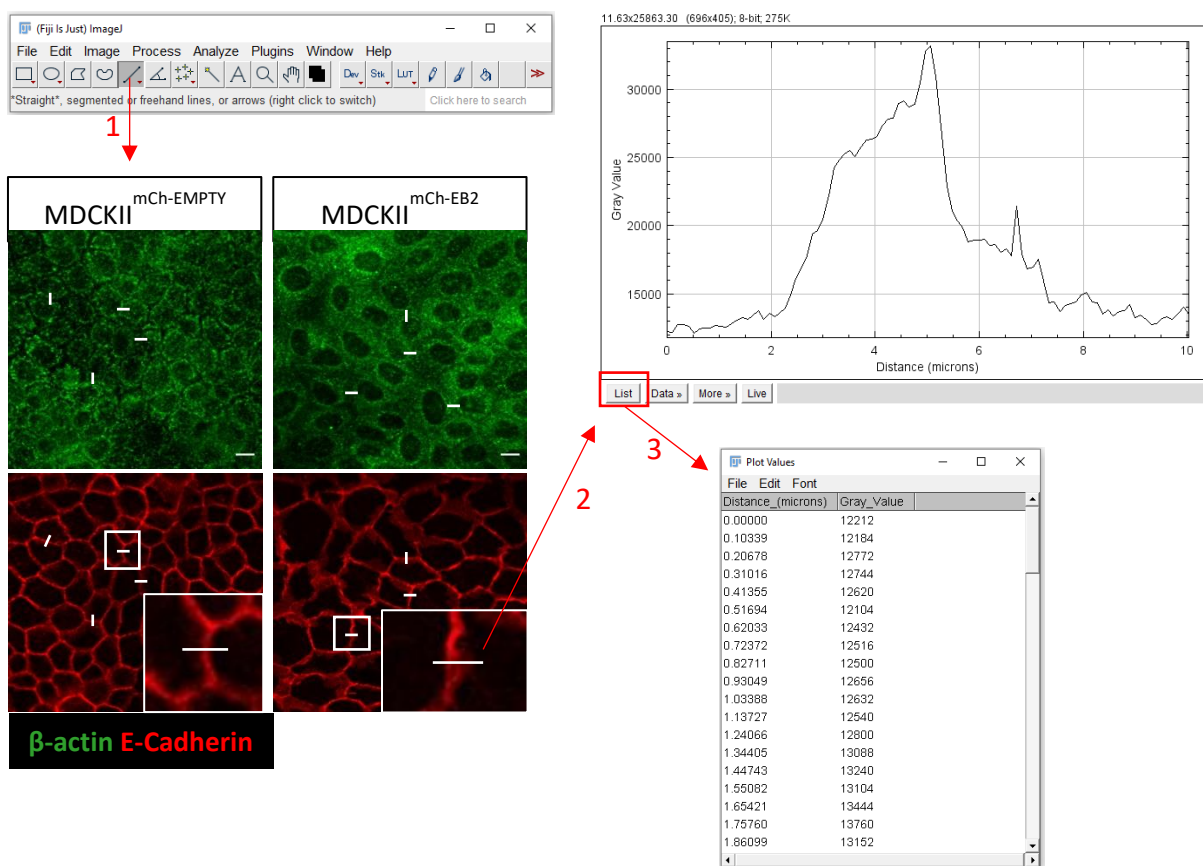 (Fiji Is Just) ImageJ
File Edit Image Process Analyze Plugins Window Help
Dev Stk LUT
*Straight*, segmented or freehand lines, or arrows (right click to switch) Click here to search
1
MDCKII mCh-EMPTY
MDCKII mCh-EB2
β-actin E-Cadherin
2
11.63x25863.30 (696x405); 8-bit; 275K
Gray Value
30000
25000
20000
15000
0 2 4 6 8 10
Distance (microns)
List Data » More » Live
3
Plot Values
File Edit Font
Distance_(microns) Gray_Value
0.00000 12212
0.10339 12184
0.20678 12772
0.31016 12744
0.41355 12620
0.51694 12104
0.62033 12432
0.72372 12516
0.82711 12500
0.93049 12656
1.03388 12632
1.13727 12540
1.24066 12800
1.34405 13088
1.44743 13240
1.55082 13104
1.65421 13444
1.75760 13760
1.86099 13152